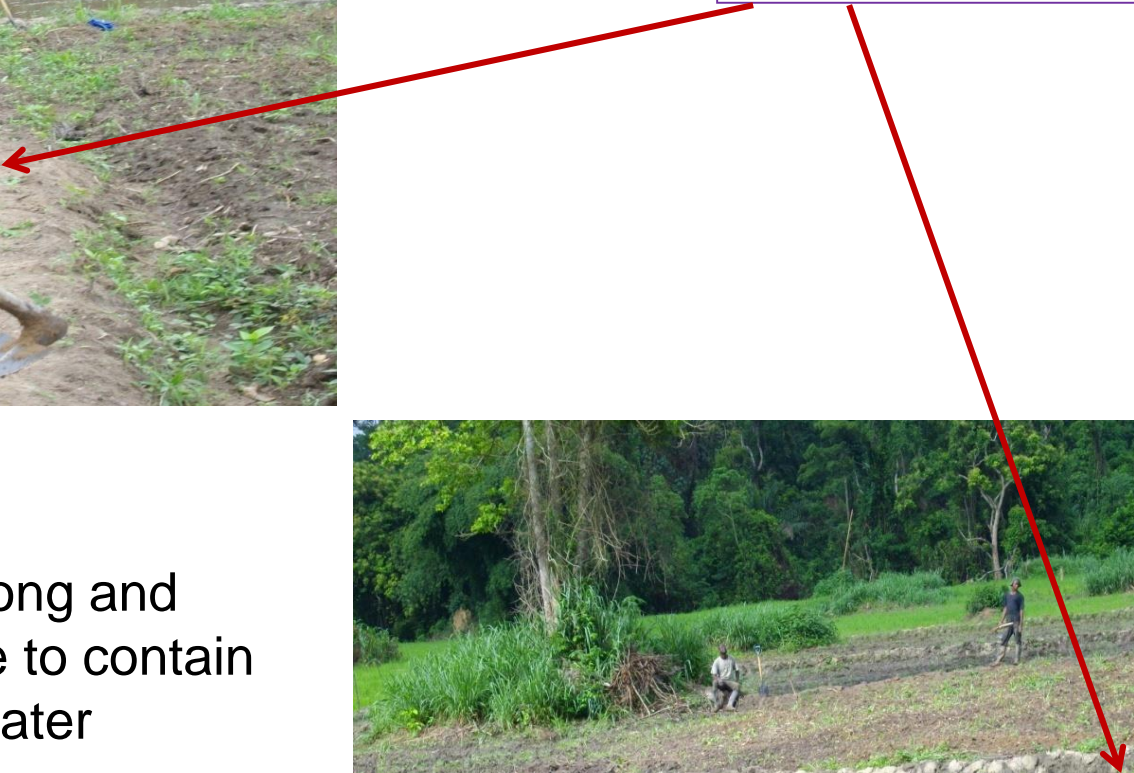 ong and
e to contain
ater